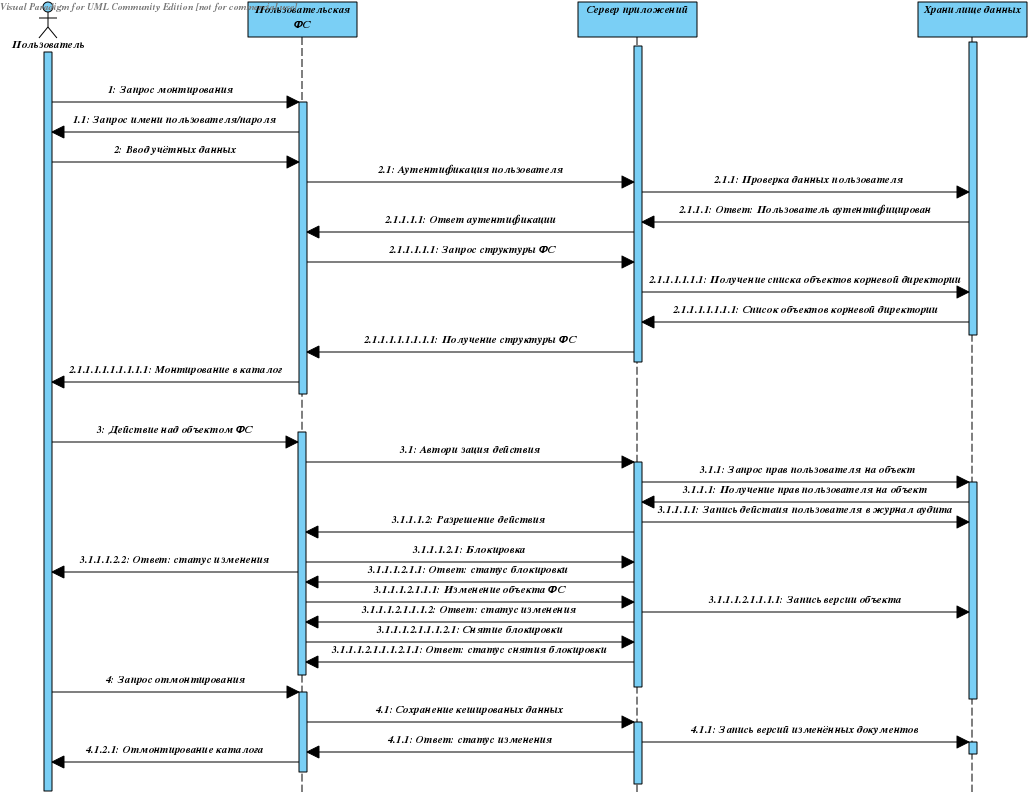 Visual Paradigm for UML Community Edition [not for commercial use]
Пользователь
Пользовательская
ФС
Сервер приложений
Хранилище данных
1: Запрос монтирования
1.1: Запрос имени пользователя/пароля
2: Ввод учётных данных
2.1: Аутентификация пользователя
2.1.1: Проверка данных пользователя
2.1.1.1: Ответ: Пользователь аутентифицирован
2.1.1.1.1: Ответ аутентификации
2.1.1.1.1.1: Запрос структуры ФС
2.1.1.1.1.1.1: Получение списка объектов корневой директории
2.1.1.1.1.1.1.1: Список объектов корневой директории
2.1.1.1.1.1.1.1.1: Получение структуры ФС
2.1.1.1.1.1.1.1.1.1: Монтирование в каталог
3: Действие над объектом ФС
3.1: Автори зация действия
3.1.1: Запрос прав пользователя на объект
3.1.1.1: Получение прав пользователя на объект
3.1.1.1.1: Запись действия пользователя в журнал аудита
3.1.1.1.2: Разрешение действия
3.1.1.1.2.1: Блокировка
3.1.1.1.2.2: Ответ: статус изменения
3.1.1.1.2.1.1: Ответ: статус блокировки
3.1.1.1.2.1.1.1: Изменение объекта ФС
3.1.1.1.2.1.1.1.1: Запись версии объекта
3.1.1.1.2.1.1.1.2: Ответ: статус изменения
3.1.1.1.2.1.1.1.2.1: Снятие блокировки
3.1.1.1.2.1.1.1.2.1.1: Ответ: статус снятия блокировки
4: Запрос отмонтирования
4.1: Сохранение кешированых данных
4.1.1: Запись версий изменённых документов
4.1.1: Ответ: статус изменения
4.1.2.1: Отмонтирование каталога